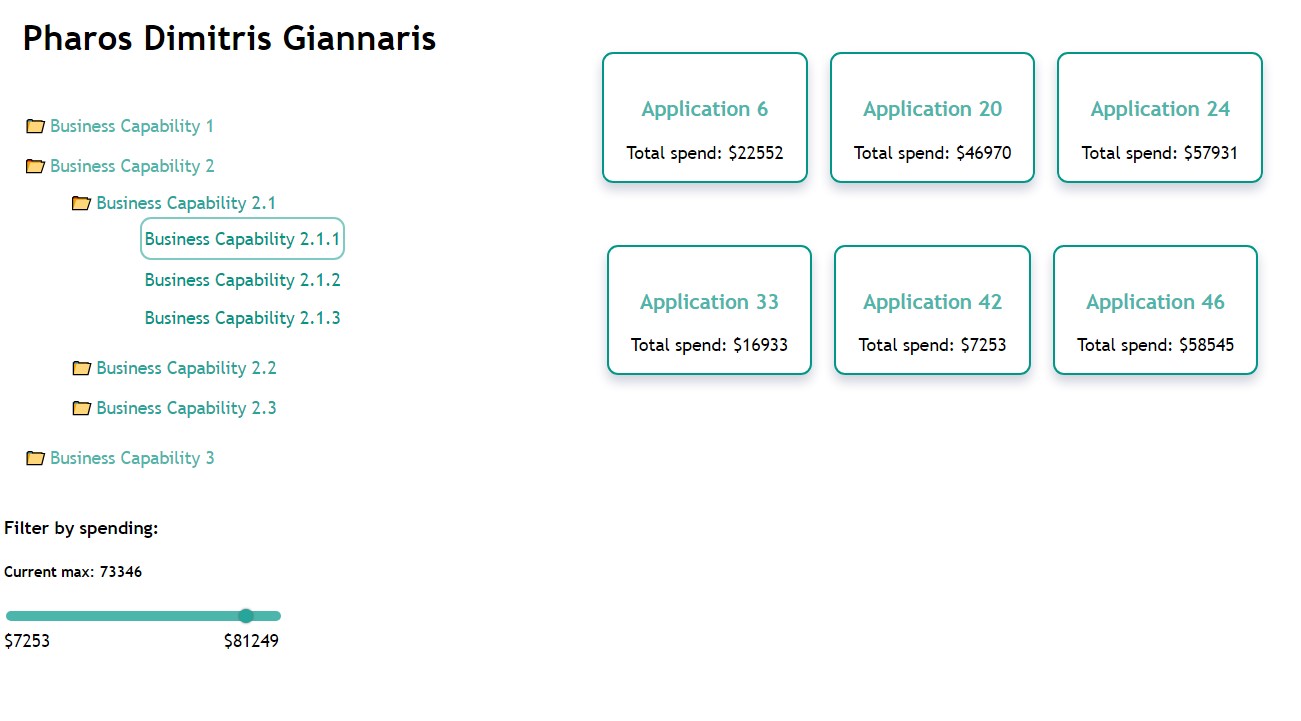 Pharos Dimitris Giannaris
Business Capability 1
Business Capability 2
Business Capability 2.1
Business Capability 2.1.1
Business Capability 2.1.2
Business Capability 2.1.3
Business Capability 2.2
Business Capability 2.3
Business Capability 3
Filter by spending:
Current max: 73346
$7253 $81249
Application 6
Total spend: $22552
Application 20
Total spend: $46970
Application 24
Total spend: $57931
Application 33
Total spend: $16933
Application 42
Total spend: $7253
Application 46
Total spend: $58545